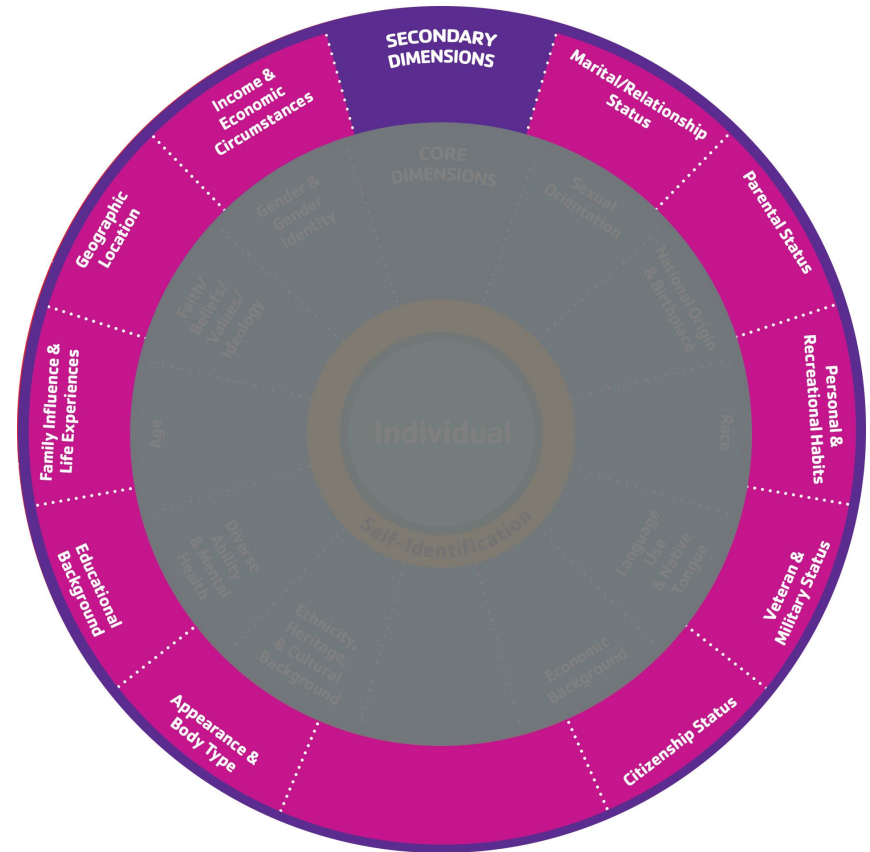 SECONDARY
DIMENSIONS
Marital/Relationship
Status
Parental Status
Personal &
Recreational Habits
Veteran &
Military Status
Citizenship Status
Appearance &
Body Type
Educational
Background
Family Influence &
Life Experiences
Geographic
Location
Income &
Economic
Circumstances
CORE
DIMENSIONS
Sexual
Orientation
National Origin
& Birthplace
Race
Language
Use
& Native
Tongue
Economic
Background
Ethnicity,
Heritage,
& Cultural
Background
Diverse
Ability
& Mental
Health
Age
Faith/
Beliefs/
Values/
Ideology
Gender &
Gender
Identity
Individual
Self-Identification